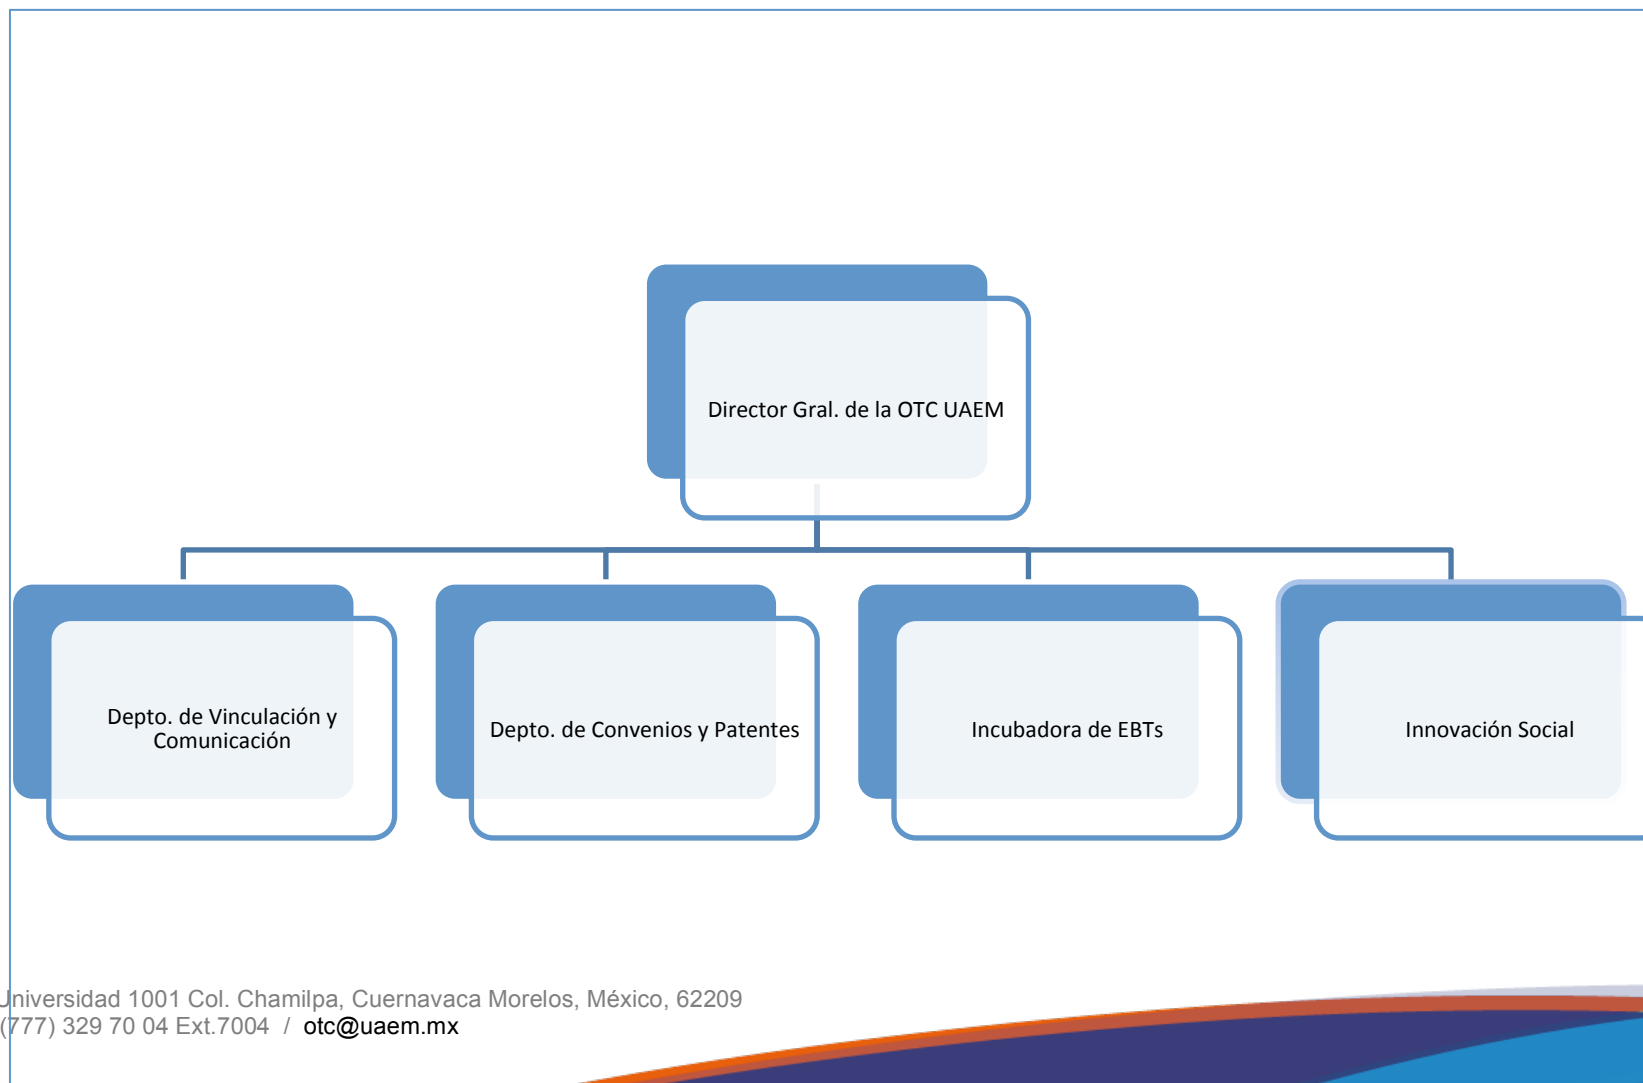 Director Gral. de la OTC UAEM
Depto. de Vinculación y
Comunicación
Depto. de Convenios y Patentes
Incubadora de EBTs
Innovación Social
Universidad 1001 Col. Chamilpa, Cuernavaca Morelos, México, 62209
(777) 329 70 04 Ext.7004 / otc@uaem.mx